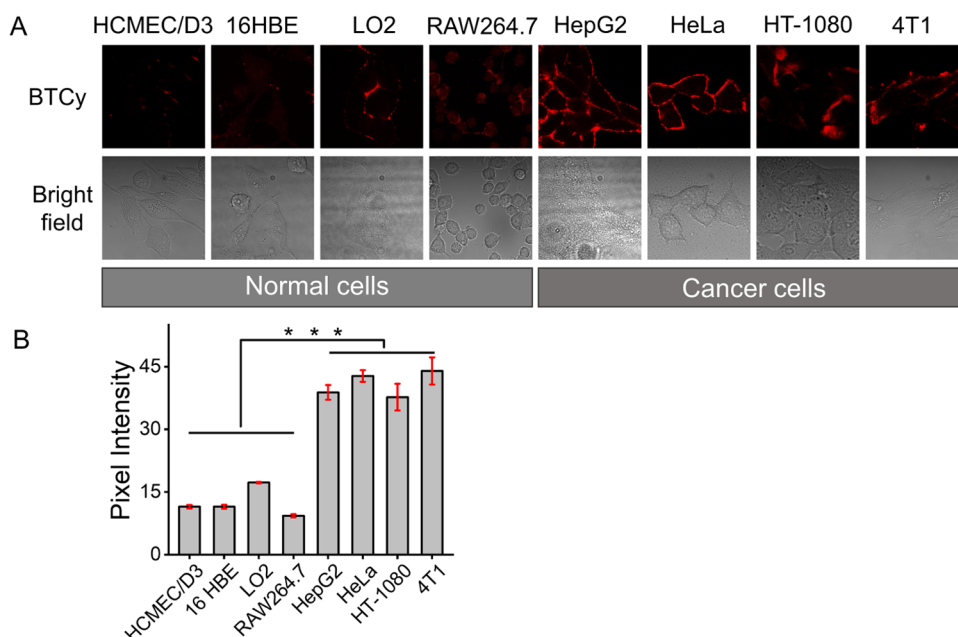 A
HCMEC/D3 16HBE LO2 RAW264.7 HepG2 HeLa HT-1080 4T1
BTCy
Bright
field
Normal cells Cancer cells
B
* * *
Pixel Intensity
45
30
15
0
HCMEC/D3 16 HBE LO2 RAW264.7 HepG2 HeLa HT-1080 4T1